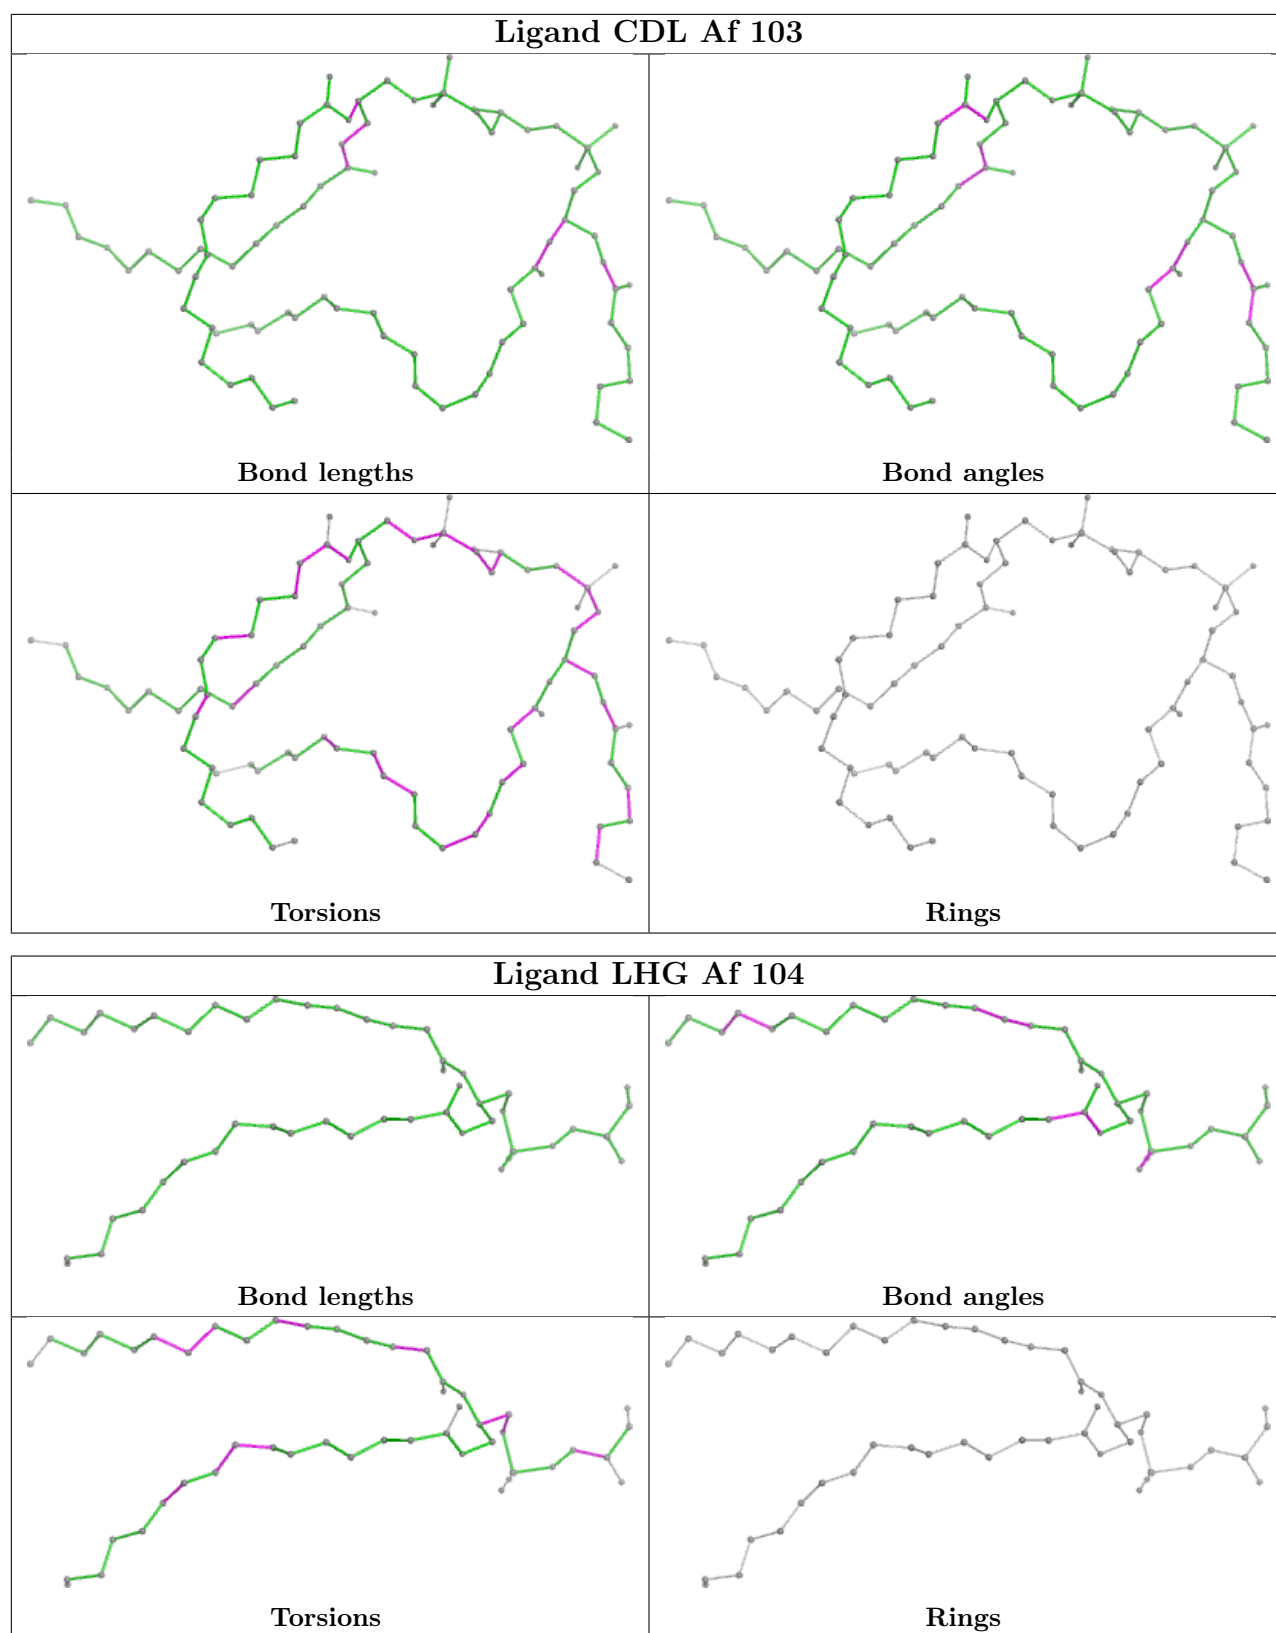 Ligand CDL Af 103
Bond lengths
Bond angles
Torsions
Rings
Ligand LHG Af 104
Bond lengths
Bond angles
Torsions
Rings